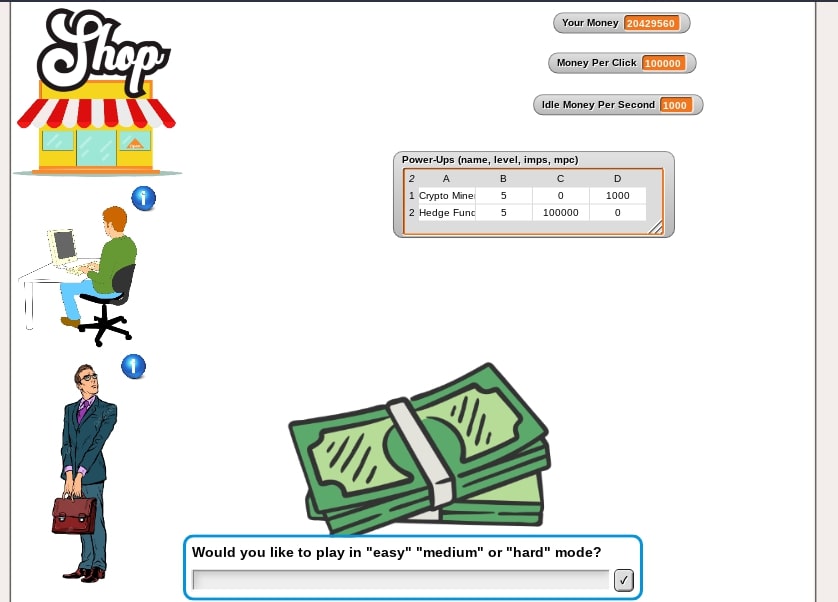 Shop
Your Money 20429560
Money Per Click 100000
Idle Money Per Second 1000
Power-Ups (name, level, imps, mpc)
2 A B C D
1 Crypto Mine 5 0 1000
2 Hedge Func 5 100000 0
i
i
Would you like to play in "easy" "medium" or "hard" mode?